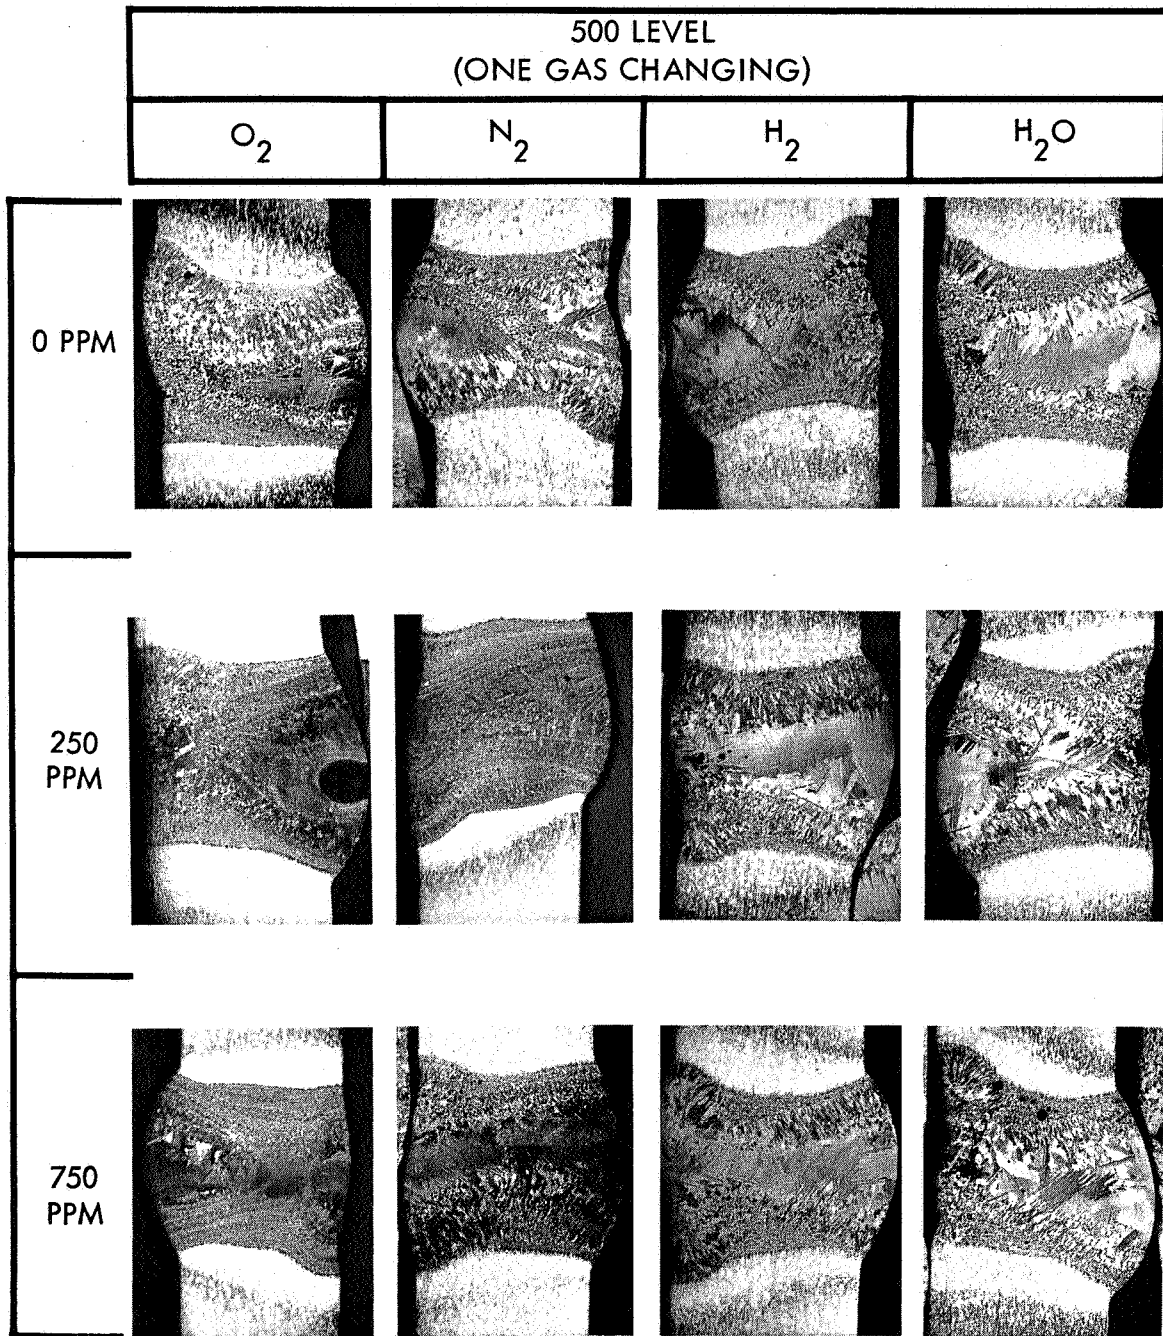 500 LEVEL
(ONE GAS CHANGING)
O2 N2 H2 H2O
0 PPM
250
PPM
750
PPM